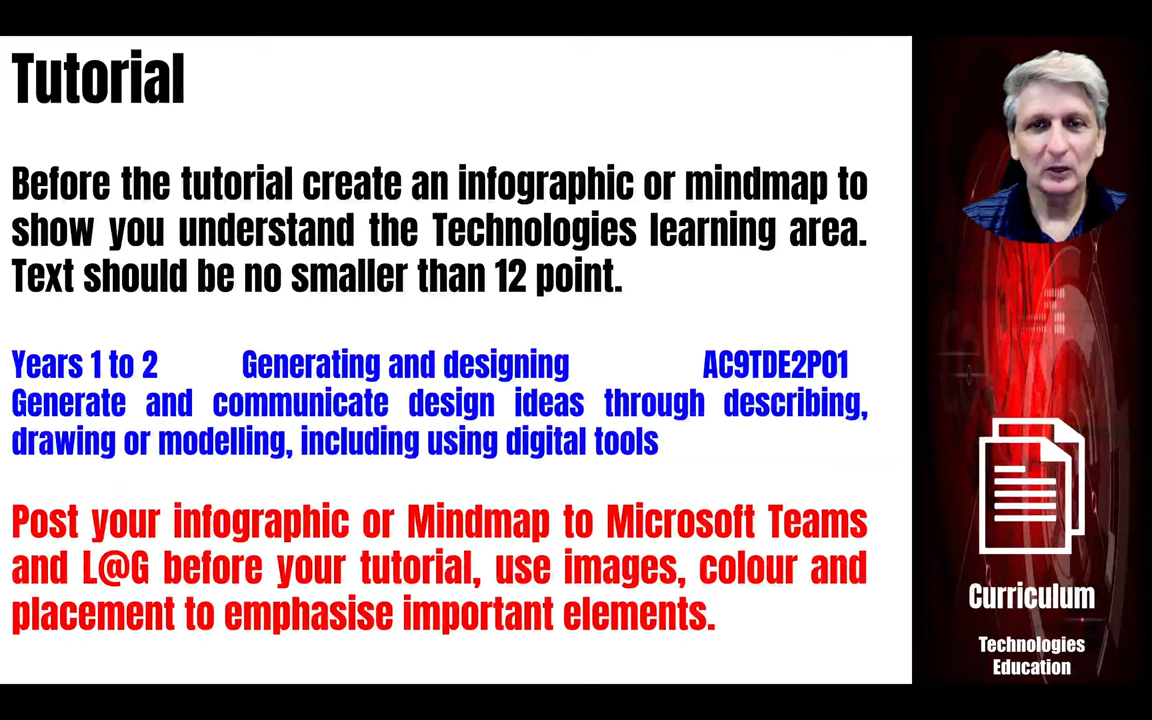 Tutorial
Before the tutorial create an infographic or mindmap to
show you understand the Technologies learning area.
Text should be no smaller than 12 point.
Years 1 to 2 Generating and designing AC9TDE2P01
Generate and communicate design ideas through describing,
drawing or modelling, including using digital tools
Post your infographic or Mindmap to Microsoft Teams
and L@G before your tutorial, use images, colour and
placement to emphasise important elements.
Curriculum
Technologies
Education